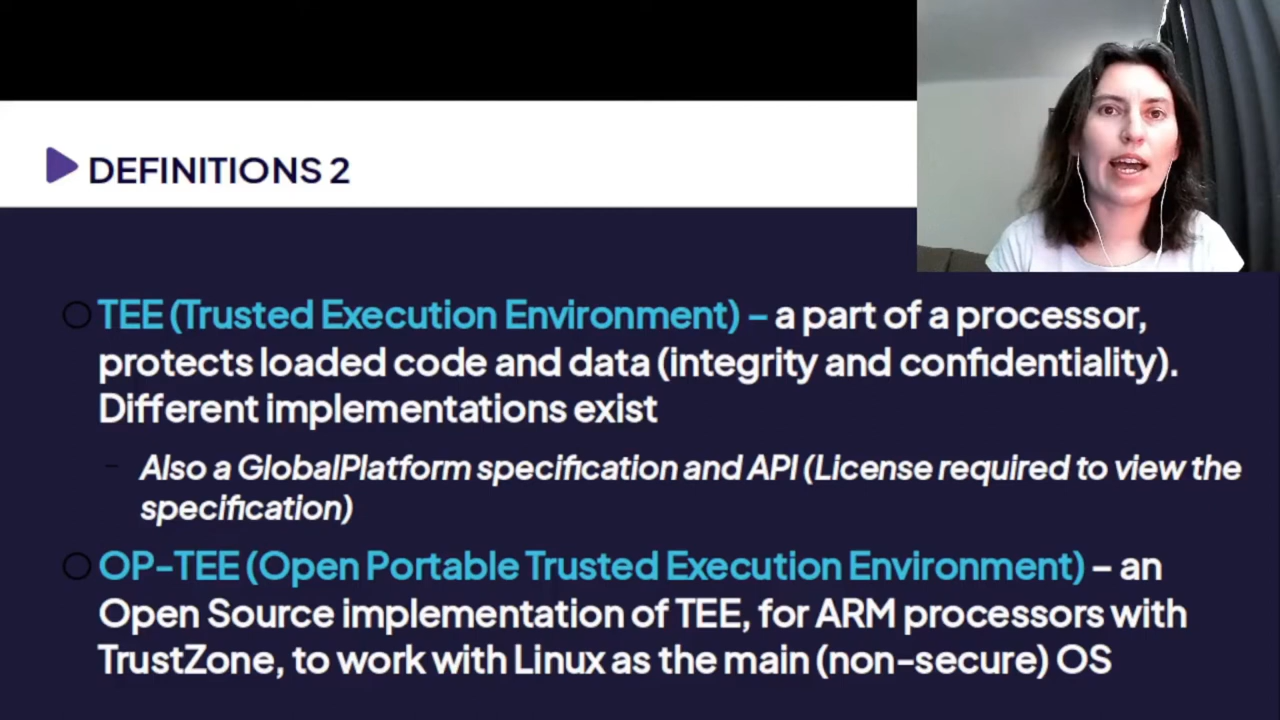 DEFINITIONS 2
TEE (Trusted Execution Environment) – a part of a processor,
protects loaded code and data (integrity and confidentiality).
Different implementations exist
– Also a GlobalPlatform specification and API (License required to view the
specification)
OP-TEE (Open Portable Trusted Execution Environment) – an
Open Source implementation of TEE, for ARM processors with
TrustZone, to work with Linux as the main (non-secure) OS